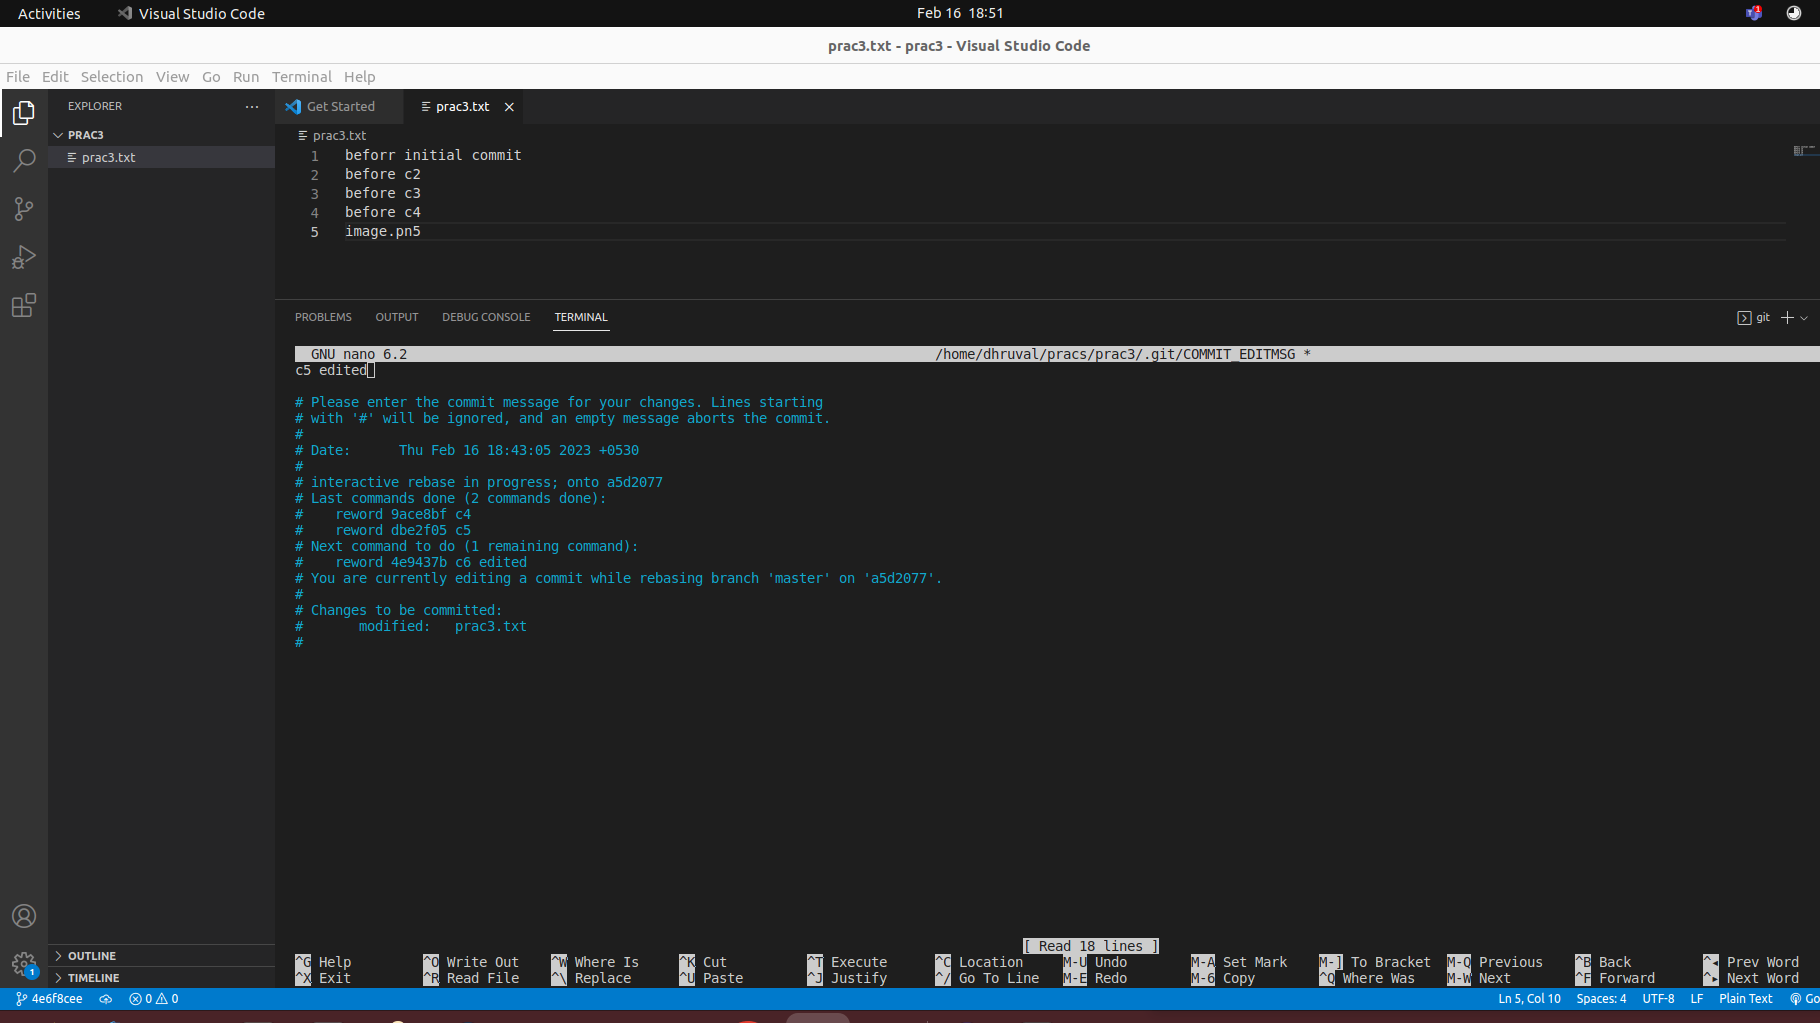 Activities Visual Studio Code Feb 16 18:51 1
prac3.txt - prac3 - Visual Studio Code
File Edit Selection View Go Run Terminal Help
EXPLORER ··· Get Started prac3.txt
PRAC3
prac3.txt
prac3.txt
1 beforr initial commit
2 before c2
3 before c3
4 before c4
5 image.pn5
PROBLEMS OUTPUT DEBUG CONSOLE TERMINAL git
GNU nano 6.2 /home/dhruval/pracs/prac3/.git/COMMIT_EDITMSG *
c5 edited
# Please enter the commit message for your changes. Lines starting
# with '#' will be ignored, and an empty message aborts the commit.
#
# Date: Thu Feb 16 18:43:05 2023 +0530
#
# interactive rebase in progress; onto a5d2077
# Last commands done (2 commands done):
# reword 9ace8bf c4
# reword dbe2f05 c5
# Next command to do (1 remaining command):
# reword 4e9437b c6 edited
# You are currently editing a commit while rebasing branch 'master' on 'a5d2077'.
#
# Changes to be committed:
# modified: prac3.txt
#
[ Read 18 lines ]
^G Help ^O Write Out ^W Where Is ^K Cut ^T Execute ^C Location M-U Undo M-A Set Mark M-] To Bracket M-Q Previous ^B Back ^◂ Prev Word
^X Exit ^R Read File ^\ Replace ^U Paste ^J Justify ^/ Go To Line M-E Redo M-6 Copy ^Q Where Was M-W Next ^F Forward ^▸ Next Word
OUTLINE
TIMELINE
1
4e6f8cee 0 0 Ln 5, Col 10 Spaces: 4 UTF-8 LF Plain Text Go